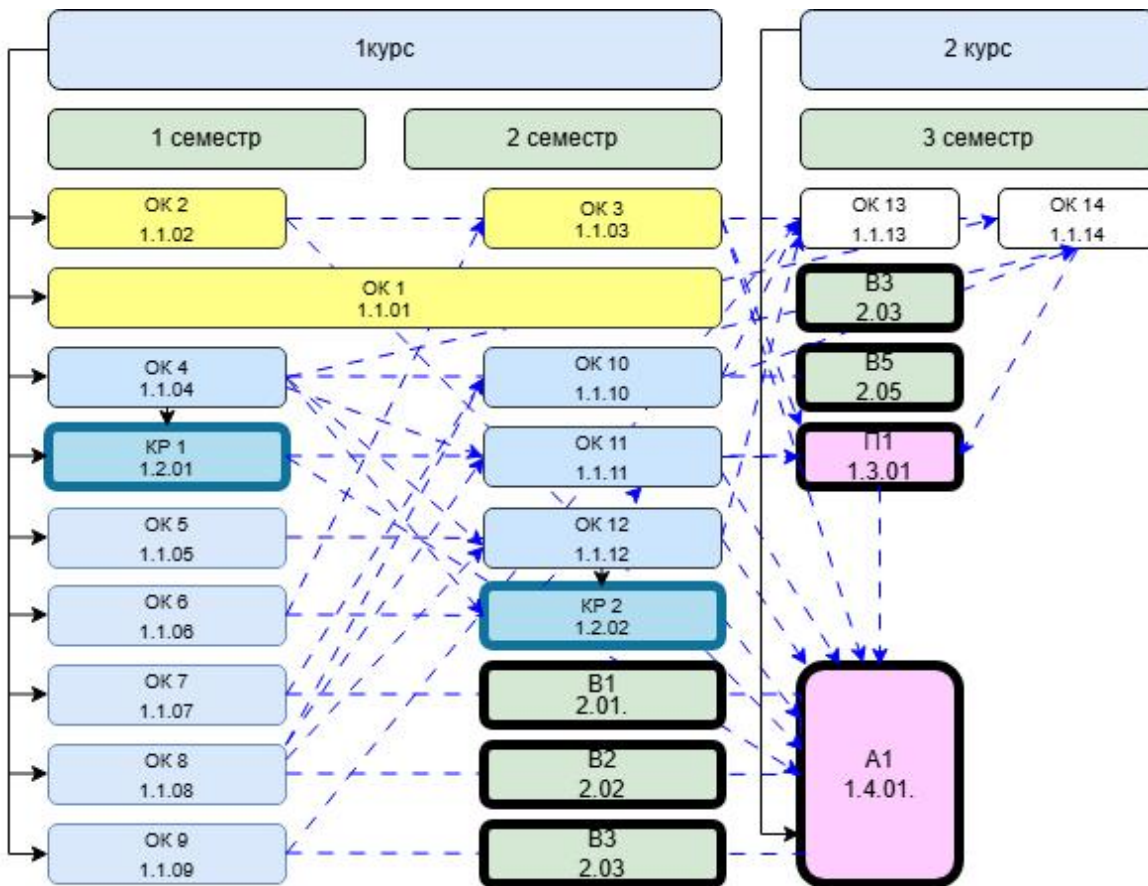 1курс
2 курс
1 семестр
2 семестр
3 семестр
ОК 2
1.1.02
ОК 3
1.1.03
ОК 13
1.1.13
ОК 14
1.1.14
ОК 1
1.1.01
В3
2.03
ОК 4
1.1.04
ОК 10
1.1.10
В5
2.05
КР 1
1.2.01
ОК 11
1.1.11
П1
1.3.01
ОК 5
1.1.05
ОК 12
1.1.12
ОК 6
1.1.06
КР 2
1.2.02
ОК 7
1.1.07
В1
2.01.
ОК 8
1.1.08
В2
2.02
А1
1.4.01.
ОК 9
1.1.09
В3
2.03